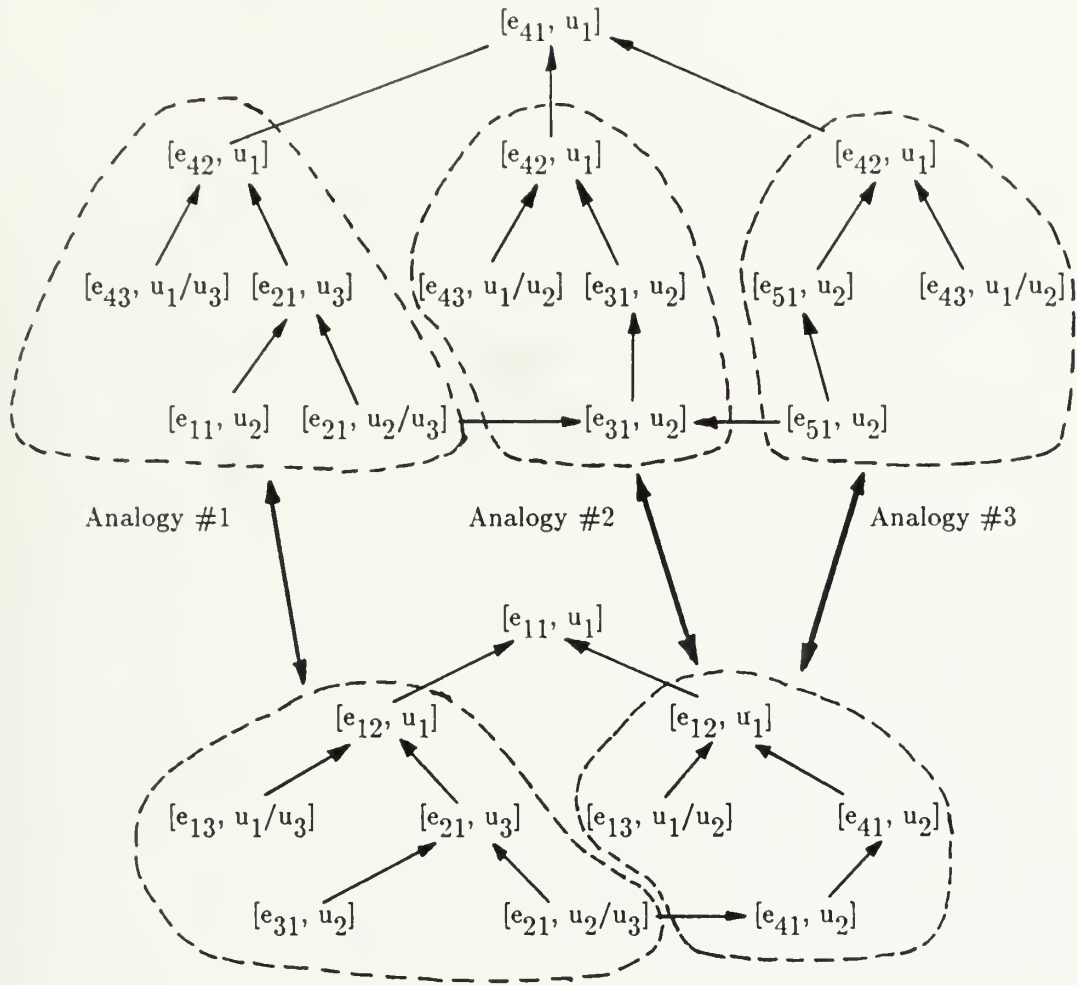 [e41, u1]
[e42, u1] [e42, u1] [e42, u1]
[e43, u1/u3] [e21, u3] [e43, u1/u2] [e31, u2] [e51, u2] [e43, u1/u2]
[e11, u2] [e21, u2/u3] [e31, u2] [e51, u2]
Analogy #1 Analogy #2 Analogy #3
[e11, u1]
[e12, u1] [e12, u1]
[e13, u1/u3] [e21, u3] [e13, u1/u2] [e41, u2]
[e31, u2] [e21, u2/u3] [e41, u2]